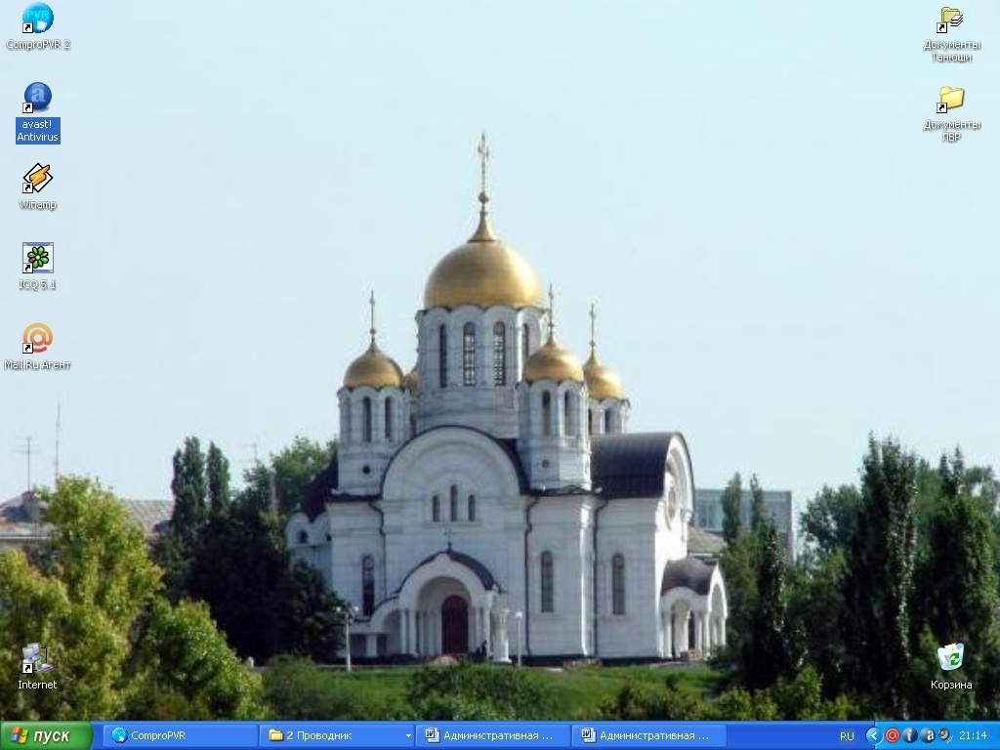 ComproPVR 2
avast!
Antivirus
Winamp
ICQ 5.1
Mail.Ru Агент
Internet
Документы
Танюши
Документы
ЛВР
Корзина
пуск
ComproPVR
2 Проводник
Административная ...
Административная ...
RU
21:14